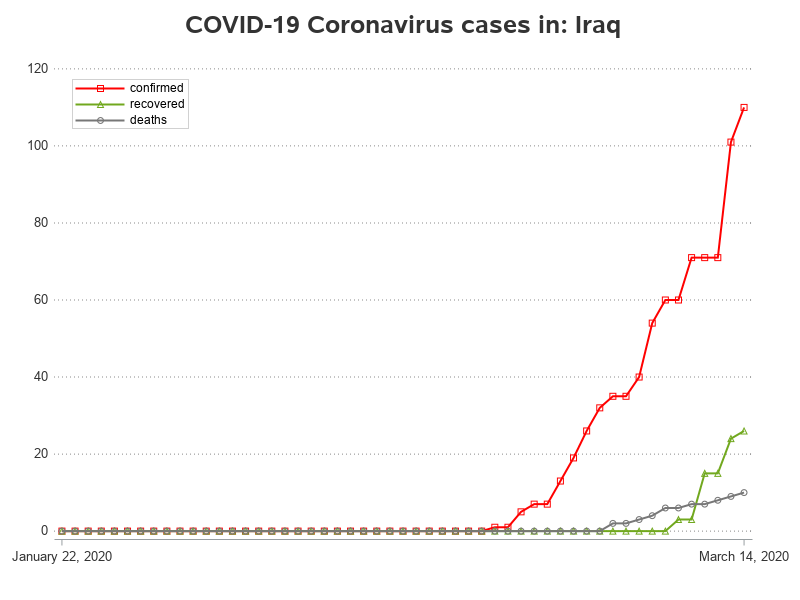 COVID-19 Coronavirus cases in: Iraq
120
confirmed
recovered
deaths
100
80
60
40
20
0
January 22, 2020
March 14, 2020